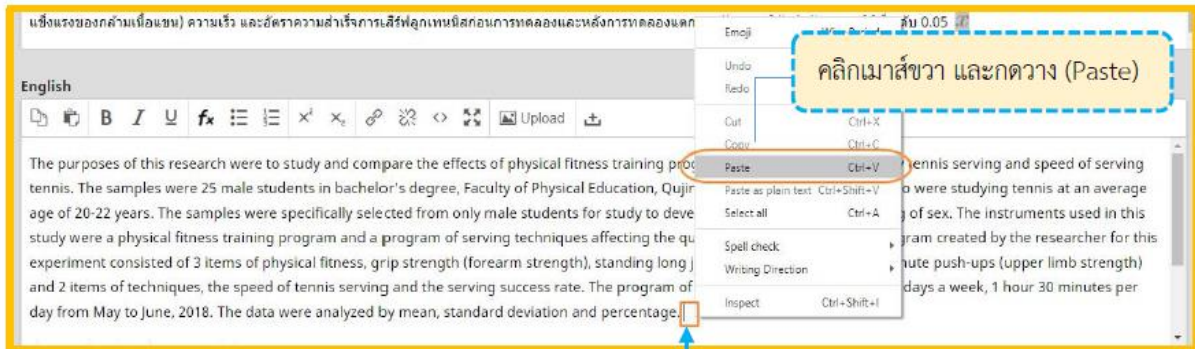 แข็งแรงของกล้ามเนื้อแขน) ความเร็ว และอัตราความสำเร็จการเสิร์ฟลูกเทนนิสก่อนการทดลองและหลังการทดลองแตก
ดับ 0.05
Emoji
Undo
Redo
Cut Ctrl+X
Copy Ctrl+C
Paste Ctrl+V
Paste as plain text Ctrl+Shift+V
Select all Ctrl+A
Spell check
Writing Direction
Inspect Ctrl+Shift+I
คลิกเมาส์ขวา และกดวาง (Paste)
English
B I U fx x² x₂ Upload
The purposes of this research were to study and compare the effects of physical fitness training prog tennis serving and speed of serving
tennis. The samples were 25 male students in bachelor's degree, Faculty of Physical Education, Qujin o were studying tennis at an average
age of 20-22 years. The samples were specifically selected from only male students for study to deve g of sex. The instruments used in this
study were a physical fitness training program and a program of serving techniques affecting the qu gram created by the researcher for this
experiment consisted of 3 items of physical fitness, grip strength (forearm strength), standing long j nute push-ups (upper limb strength)
and 2 items of techniques, the speed of tennis serving and the serving success rate. The program of days a week, 1 hour 30 minutes per
day from May to June, 2018. The data were analyzed by mean, standard deviation and percentage.